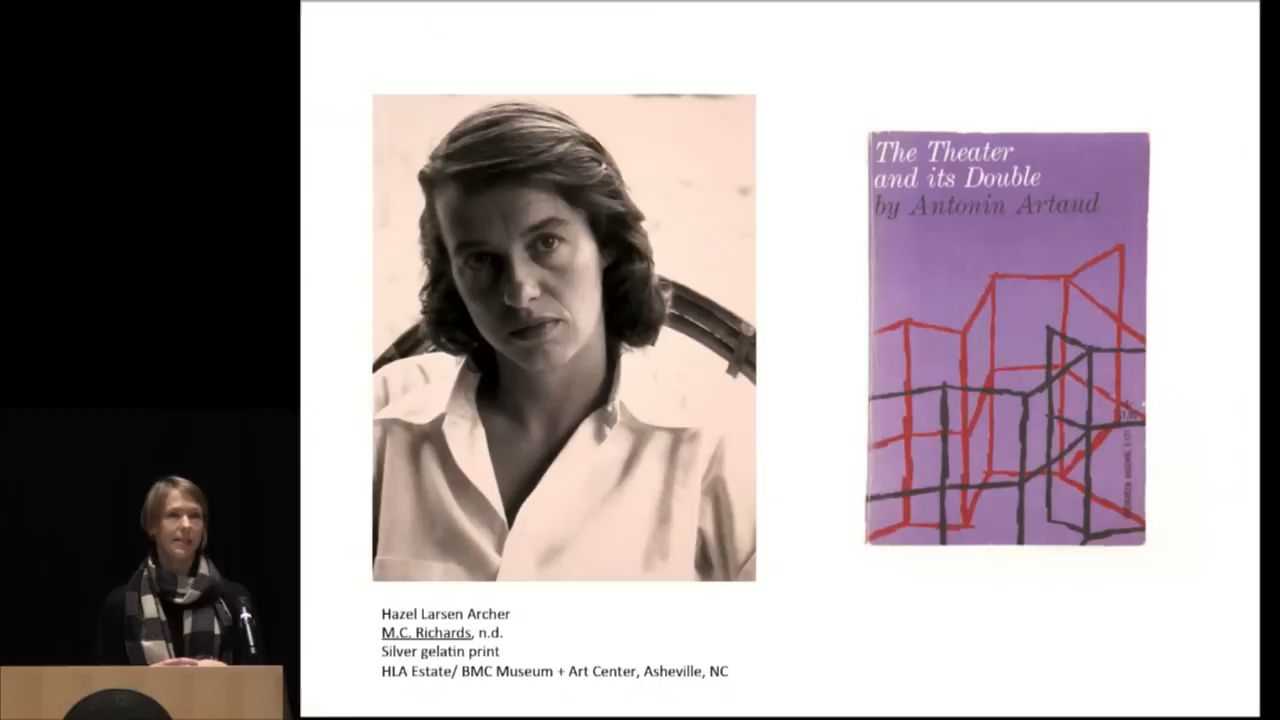 The Theater
and its Double
by Antonin Artaud
Hazel Larsen Archer
M.C. Richards, n.d.
Silver gelatin print
HLA Estate/ BMC Museum + Art Center, Asheville, NC